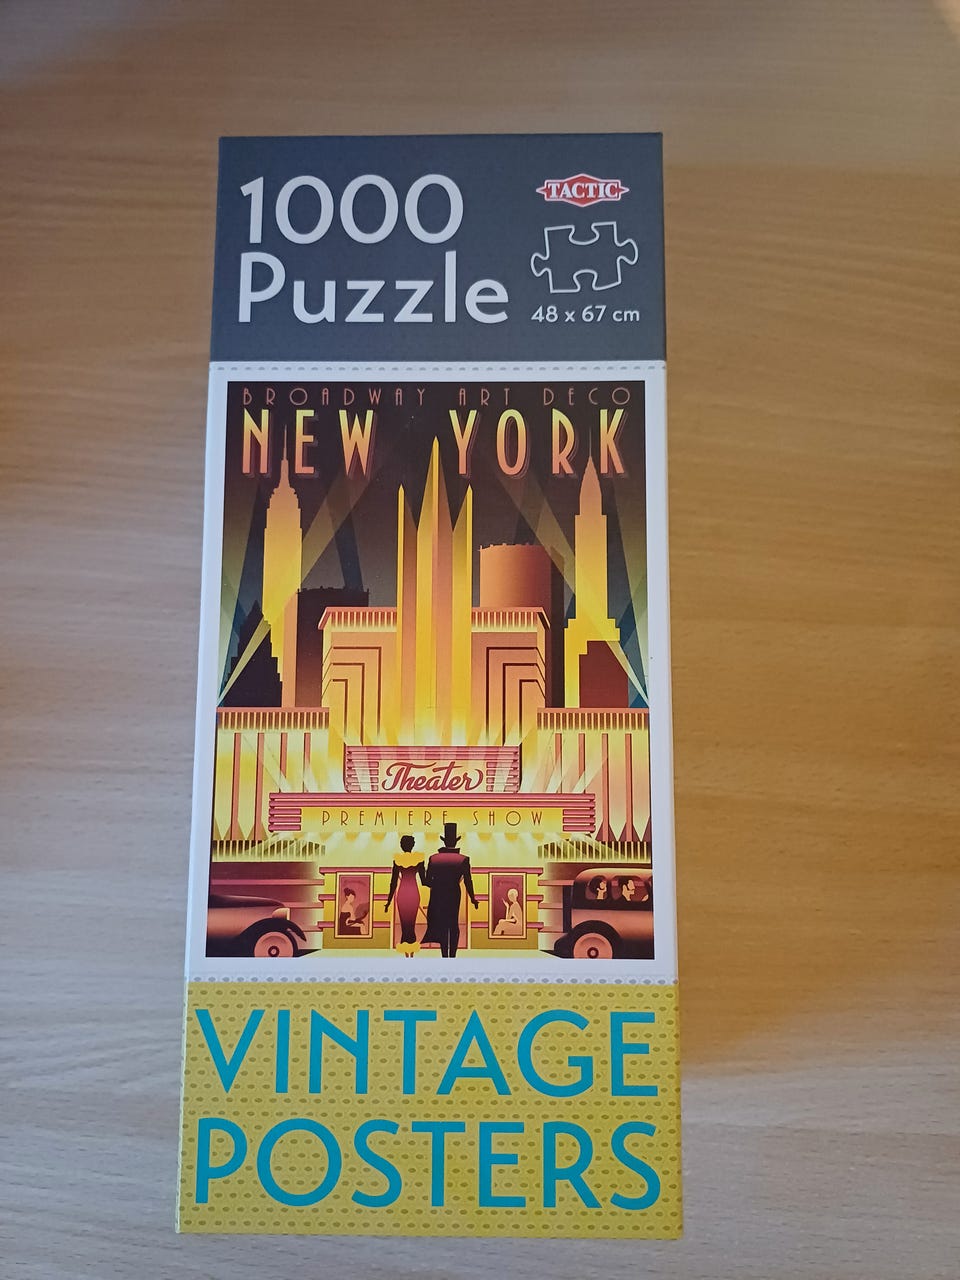 1000
Puzzle
TACTIC
48 x 67 cm
BROADWAY ART DECO
NEW YORK
Theater
PREMIERE SHOW
VINTAGE
POSTERS